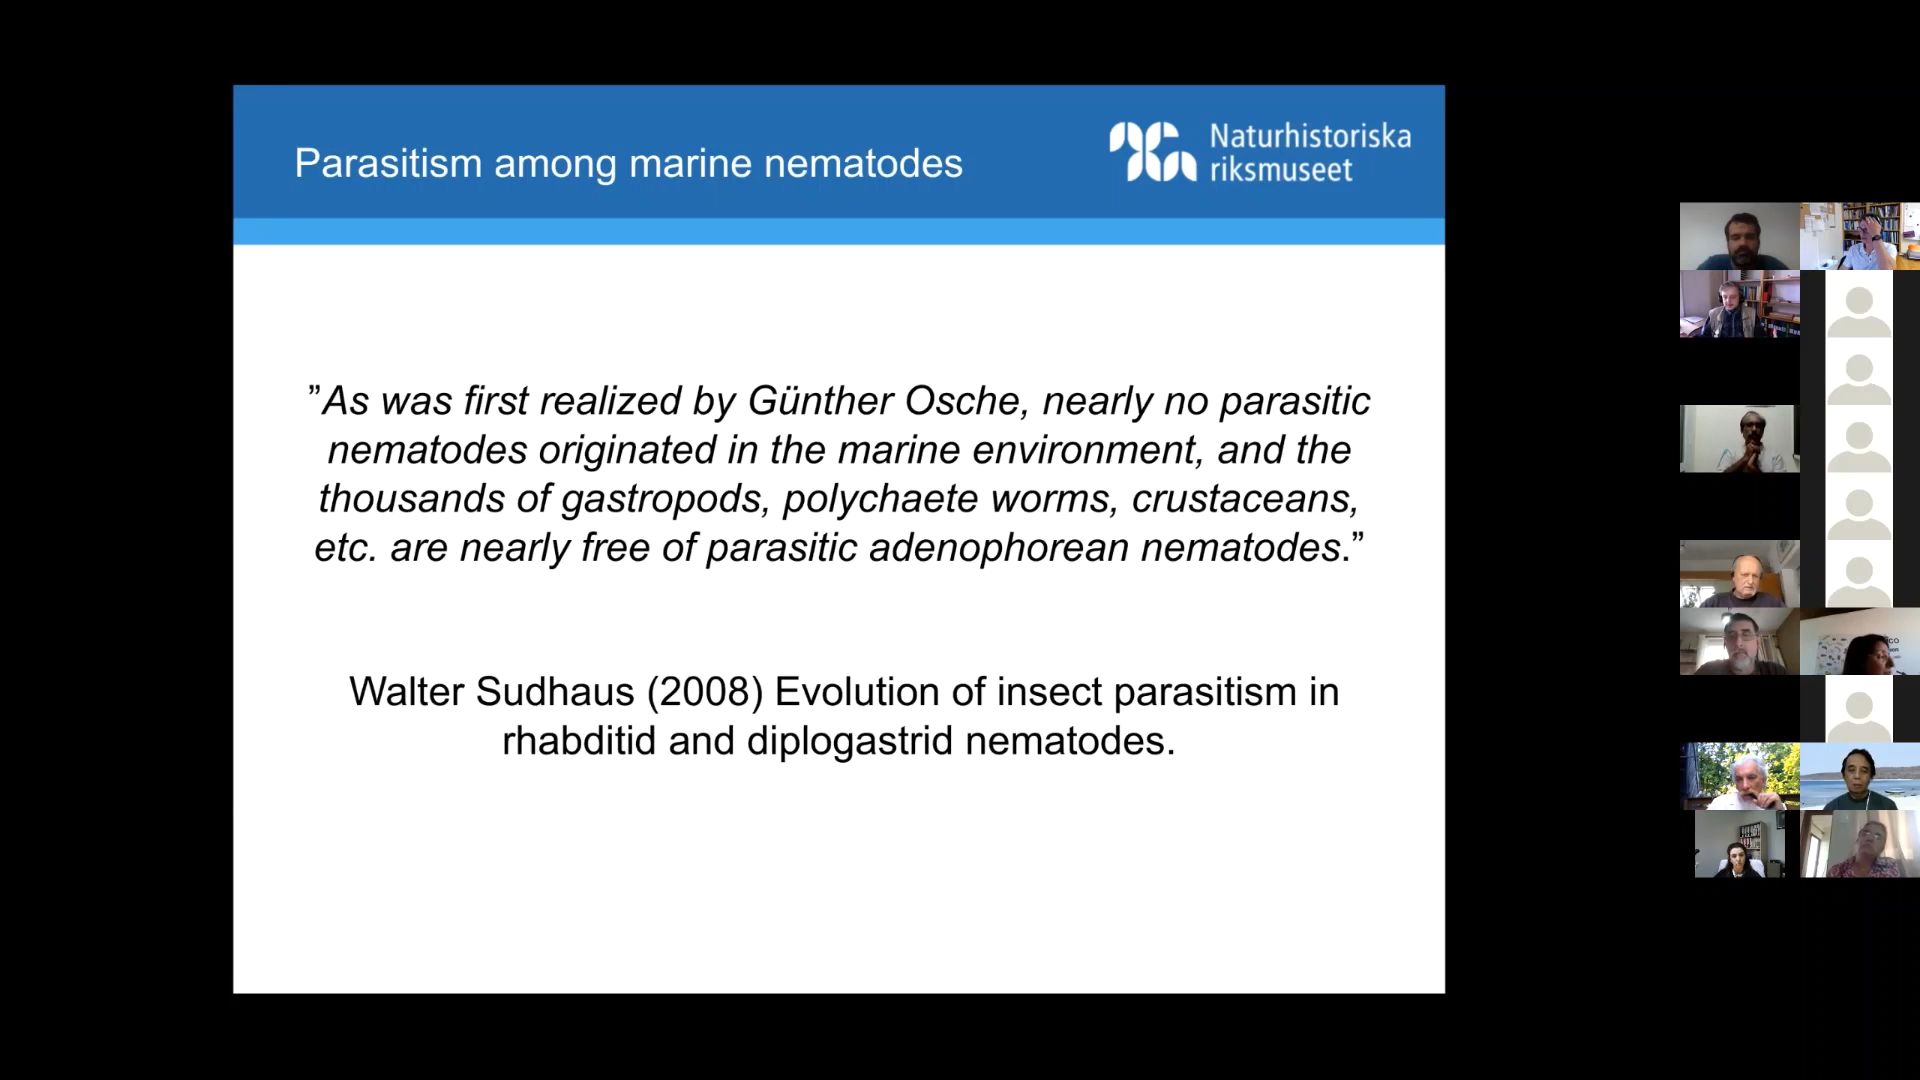 Parasitism among marine nematodes
Naturhistoriska
riksmuseet
”As was first realized by Günther Osche, nearly no parasitic
nematodes originated in the marine environment, and the
thousands of gastropods, polychaete worms, crustaceans,
etc. are nearly free of parasitic adenophorean nematodes.”
Walter Sudhaus (2008) Evolution of insect parasitism in
rhabditid and diplogastrid nematodes.